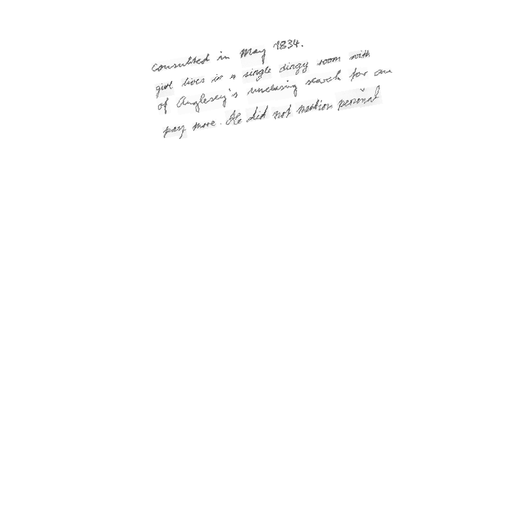 consulted in May 1834.
girl lives in a single dingy room with
of Anglesey's unceasing search for an
pay more. He did not mention personal